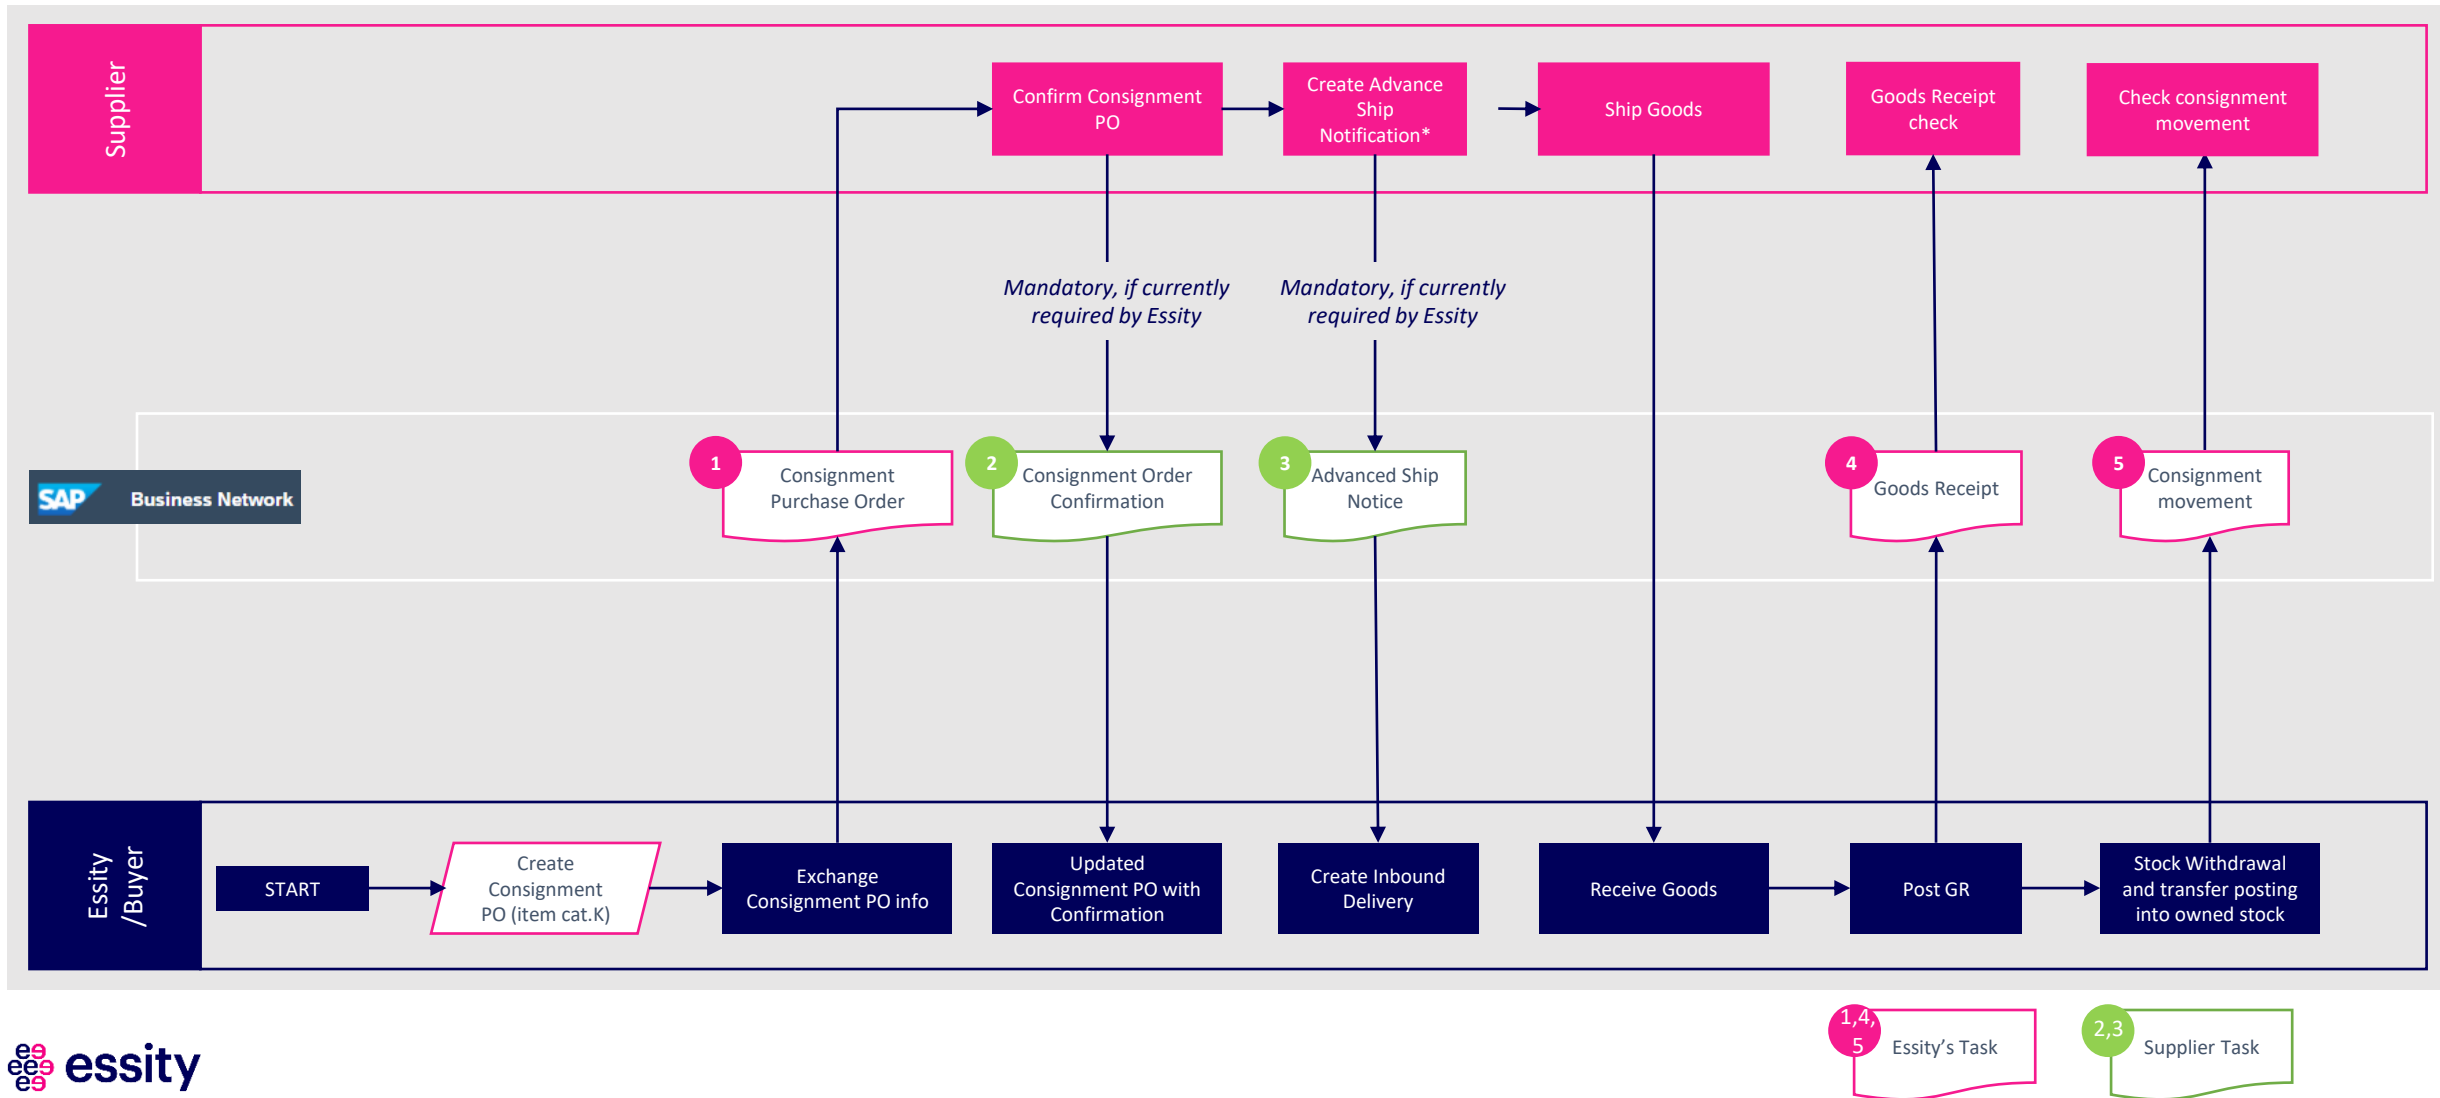 Supplier
Confirm Consignment
PO
Create Advance
Ship
Notification*
Ship Goods
Goods Receipt
check
Check consignment
movement
Mandatory, if currently
required by Essity
Mandatory, if currently
required by Essity
SAP Business Network
1
Consignment
Purchase Order
2
Consignment Order
Confirmation
3
Advanced Ship
Notice
4
Goods Receipt
5
Consignment
movement
Essity
/Buyer
START
Create
Consignment
PO (item cat.K)
Exchange
Consignment PO info
Updated
Consignment PO with
Confirmation
Create Inbound
Delivery
Receive Goods
Post GR
Stock Withdrawal
and transfer posting
into owned stock
essity
1,4,
5
Essity's Task
2,3
Supplier Task